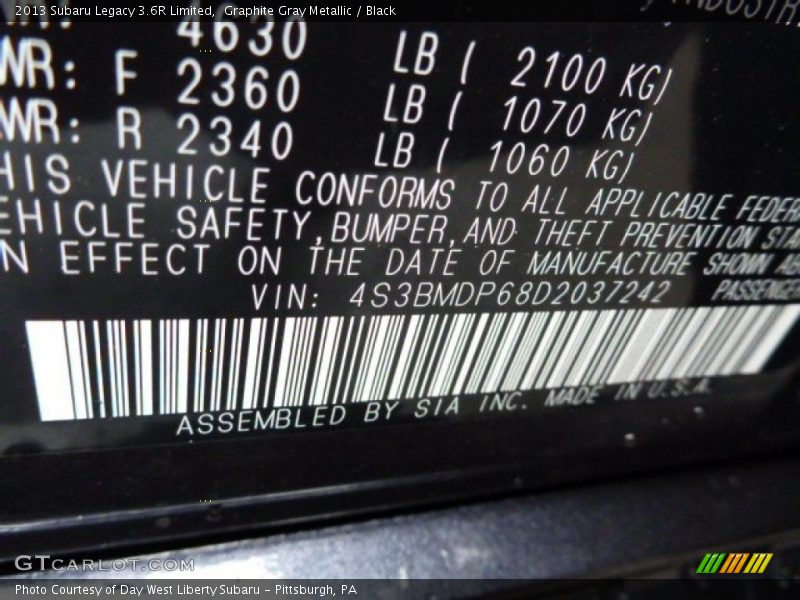 2013 Subaru Legacy 3.6R Limited, Graphite Gray Metallic / Black
4630 LB ( 2100 KG)
WR: F 2360 LB ( 1070 KG)
WR: R 2340 LB ( 1060 KG)
HIS VEHICLE CONFORMS TO ALL APPLICABLE FEDER
EHICLE SAFETY, BUMPER, AND THEFT PREVENTION STA
N EFFECT ON THE DATE OF MANUFACTURE SHOWN AB
VIN: 4S3BMDP68D2037242 PASSENGE
ASSEMBLED BY SIA INC. MADE IN U.S.A.
GTCarLot.com
Photo Courtesy of Day West Liberty Subaru - Pittsburgh, PA